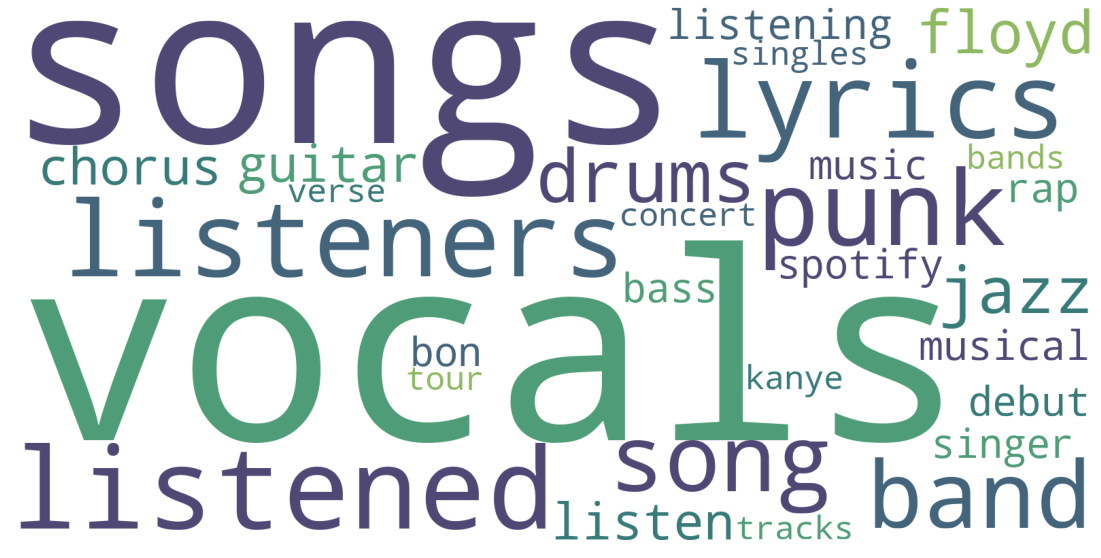 songs
listening
floyd
singles
lyrics
chorus
guitar
verse
drums
music
bands
rap
listeners
concert
punk
spotify
vocals
bass
jazz
bon
tour
kanye
musical
debut
singer
listened
song
band
listen
tracks